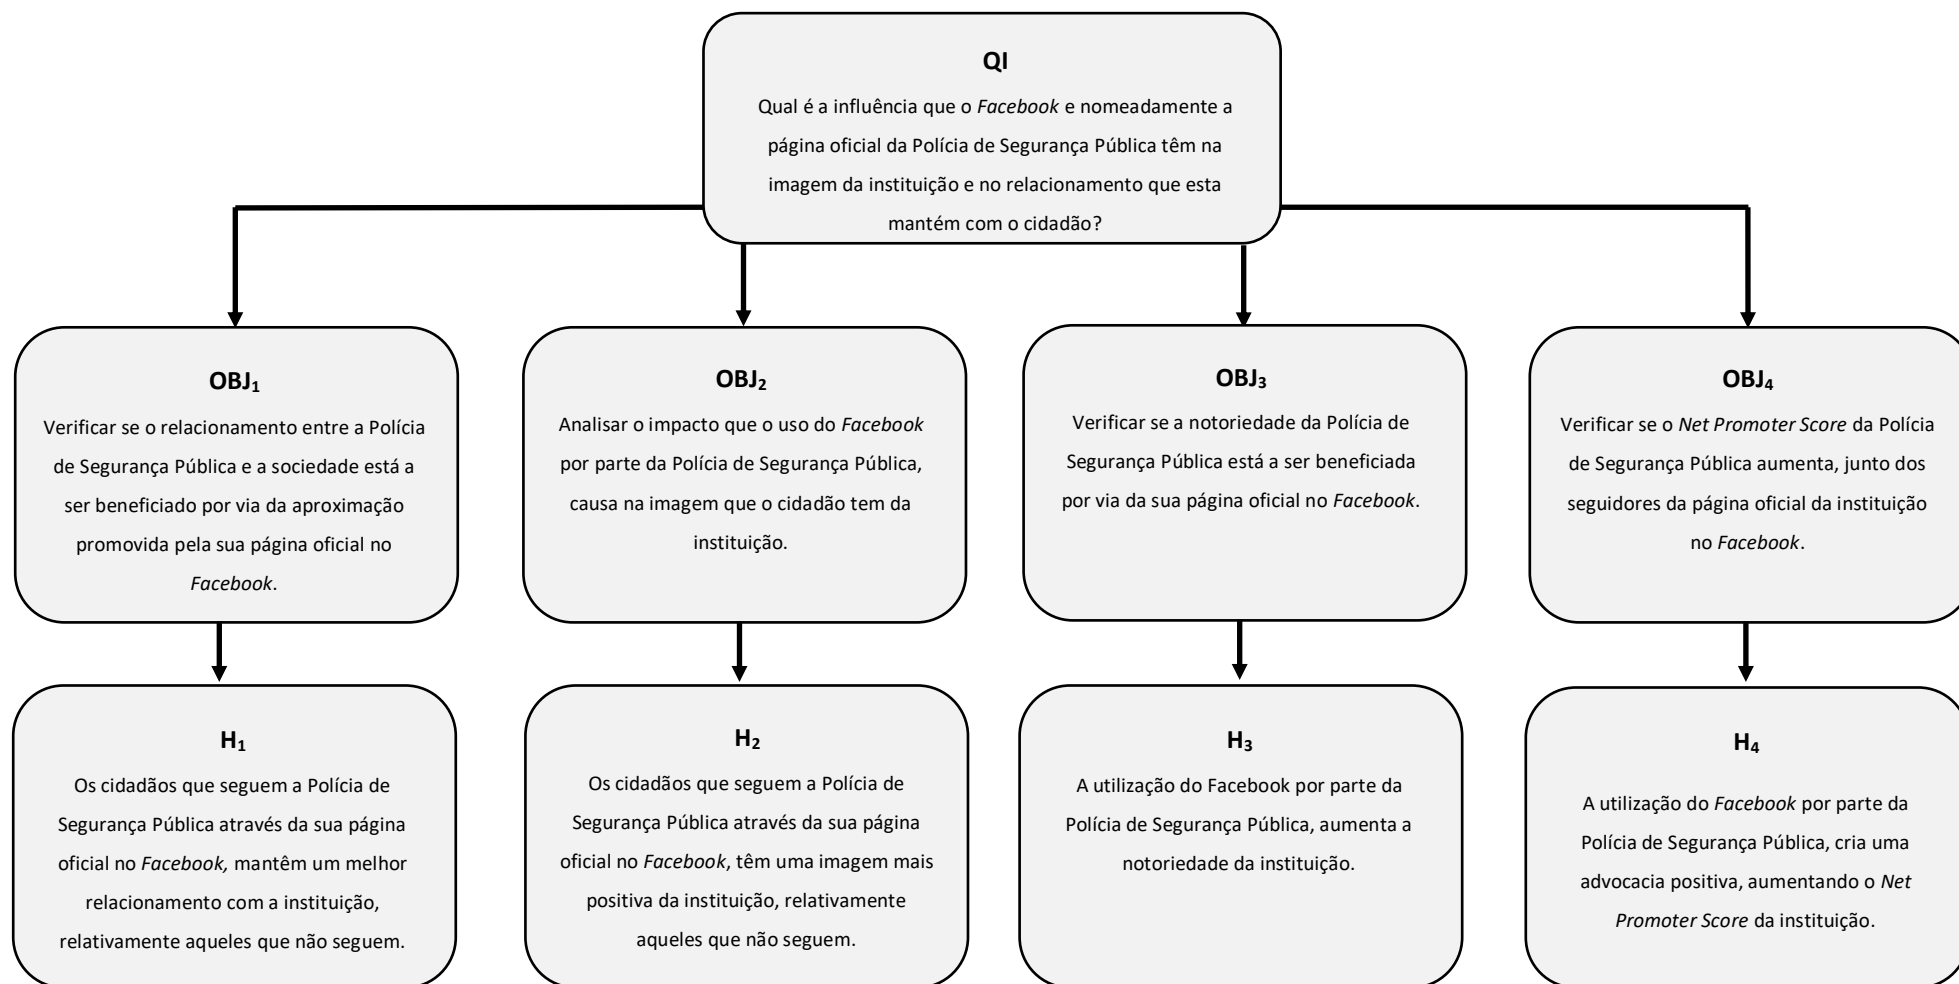 QI
Qual é a influência que o Facebook e nomeadamente a
página oficial da Polícia de Segurança Pública têm na
imagem da instituição e no relacionamento que esta
mantém com o cidadão?
OBJ₁
Verificar se o relacionamento entre a Polícia
de Segurança Pública e a sociedade está a
ser beneficiado por via da aproximação
promovida pela sua página oficial no
Facebook.
OBJ₂
Analisar o impacto que o uso do Facebook
por parte da Polícia de Segurança Pública,
causa na imagem que o cidadão tem da
instituição.
OBJ₃
Verificar se a notoriedade da Polícia de
Segurança Pública está a ser beneficiada
por via da sua página oficial no Facebook.
OBJ₄
Verificar se o Net Promoter Score da Polícia
de Segurança Pública aumenta, junto dos
seguidores da página oficial da instituição
no Facebook.
H₁
Os cidadãos que seguem a Polícia de
Segurança Pública através da sua página
oficial no Facebook, mantêm um melhor
relacionamento com a instituição,
relativamente aqueles que não seguem.
H₂
Os cidadãos que seguem a Polícia de
Segurança Pública através da sua página
oficial no Facebook, têm uma imagem mais
positiva da instituição, relativamente
aqueles que não seguem.
H₃
A utilização do Facebook por parte da
Polícia de Segurança Pública, aumenta a
notoriedade da instituição.
H₄
A utilização do Facebook por parte da
Polícia de Segurança Pública, cria uma
advocacia positiva, aumentando o Net
Promoter Score da instituição.